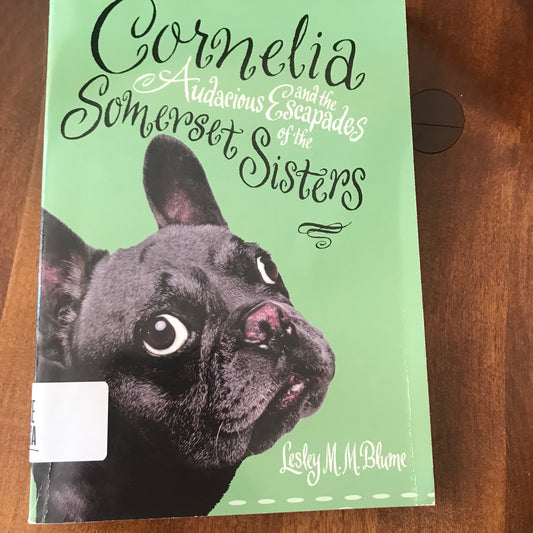 Cornelia
and the
Audacious Escapades
of the
Somerset Sisters
Lesley M. M. Blume